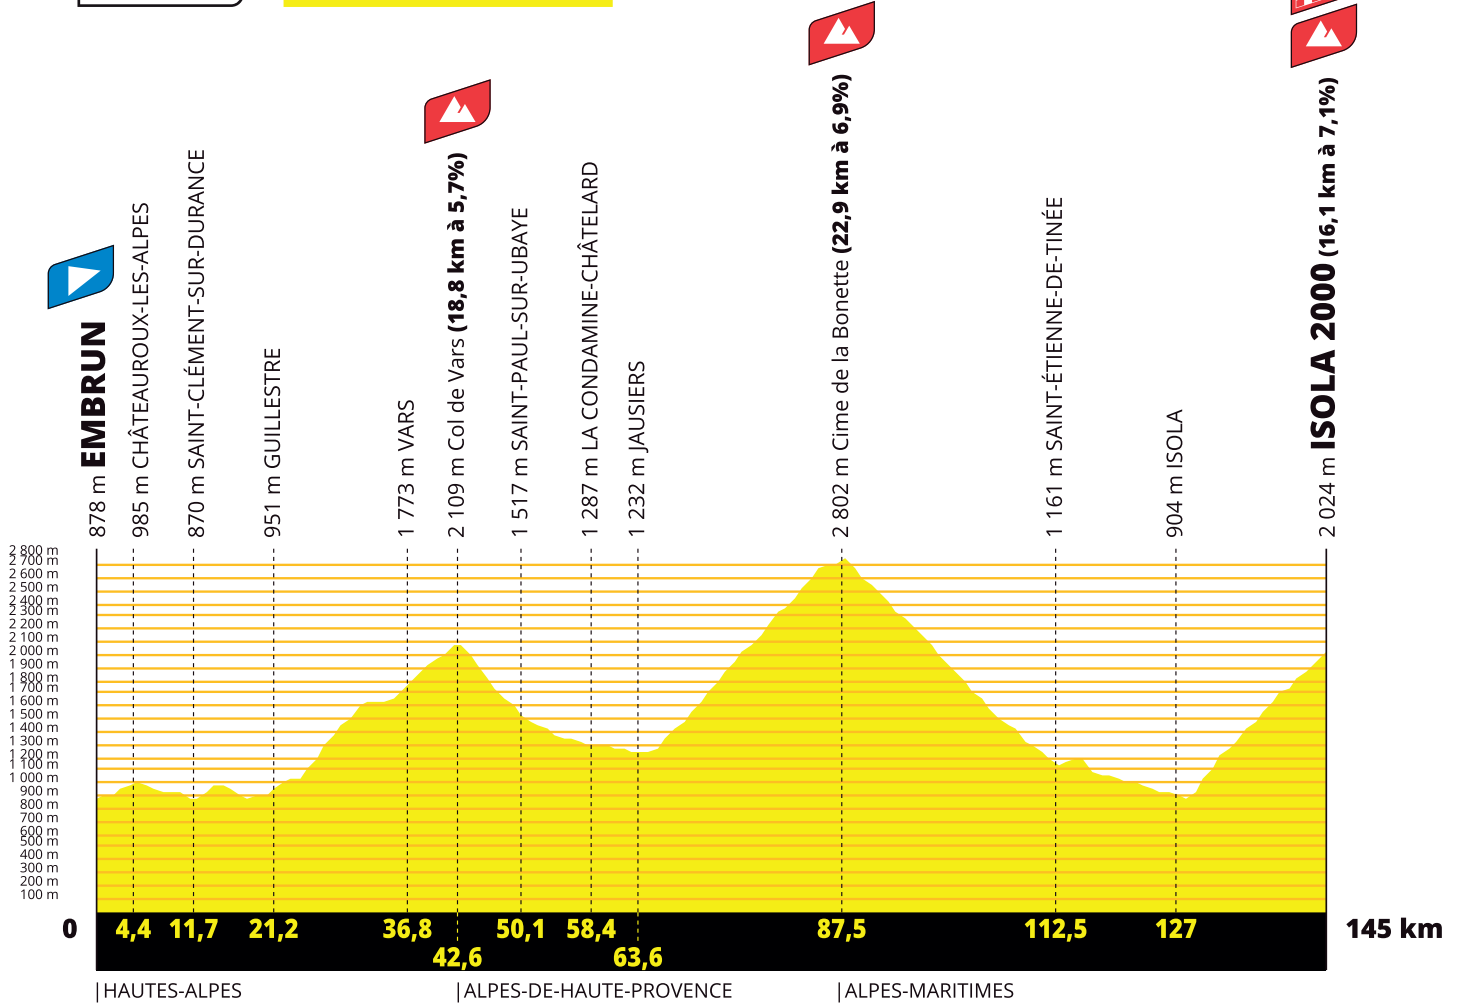 878 m EMBRUN
985 m CHÂTEAUROUX-LES-ALPES
870 m SAINT-CLÉMENT-SUR-DURANCE
951 m GUILLESTRE
1 773 m VARS
2 109 m Col de Vars (18,8 km à 5,7%)
1 517 m SAINT-PAUL-SUR-UBAYE
1 287 m LA CONDAMINE-CHÂTELARD
1 232 m JAUSIERS
2 802 m Cime de la Bonette (22,9 km à 6,9%)
1 161 m SAINT-ÉTIENNE-DE-TINÉE
904 m ISOLA
2 024 m ISOLA 2000 (16,1 km à 7,1%)
2 800 m
2 700 m
2 600 m
2 500 m
2 400 m
2 300 m
2 200 m
2 100 m
2 000 m
1 900 m
1 800 m
1 700 m
1 600 m
1 500 m
1 400 m
1 300 m
1 200 m
1 100 m
1 000 m
900 m
800 m
700 m
600 m
500 m
400 m
300 m
200 m
100 m
0 4,4 11,7 21,2 36,8 50,1 58,4 87,5 112,5 127 145 km
42,6 63,6
|HAUTES-ALPES |ALPES-DE-HAUTE-PROVENCE |ALPES-MARITIMES